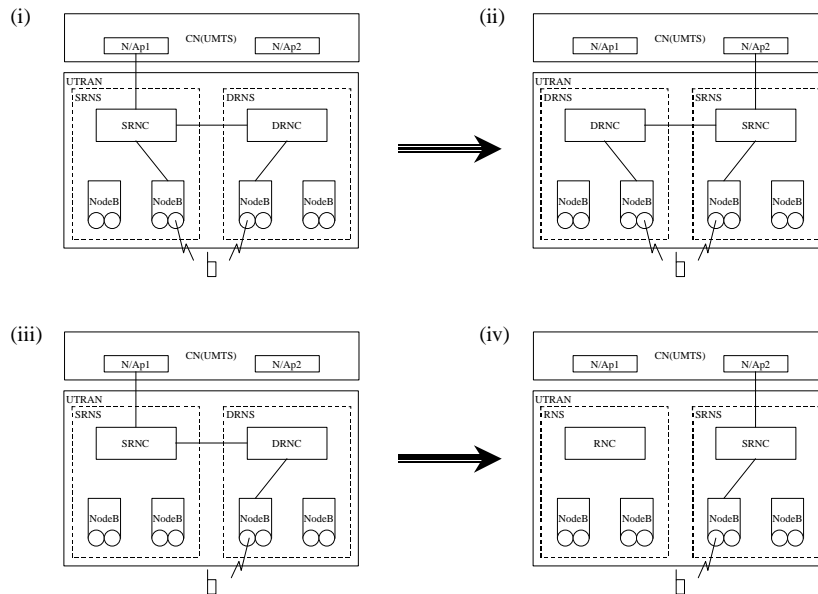 (i)
CN(UMTS)
N/Ap1
N/Ap2
UTRAN
SRNS
DRNS
SRNC
DRNC
NodeB
NodeB
NodeB
NodeB
(ii)
CN(UMTS)
N/Ap1
N/Ap2
UTRAN
DRNS
SRNS
DRNC
SRNC
NodeB
NodeB
NodeB
NodeB
(iii)
CN(UMTS)
N/Ap1
N/Ap2
UTRAN
SRNS
DRNS
SRNC
DRNC
NodeB
NodeB
NodeB
NodeB
(iv)
CN(UMTS)
N/Ap1
N/Ap2
UTRAN
RNS
SRNS
RNC
SRNC
NodeB
NodeB
NodeB
NodeB